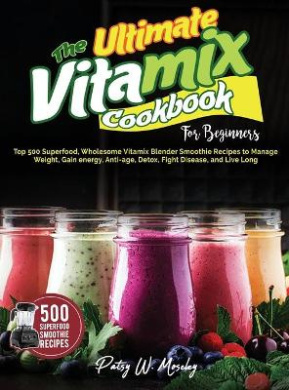 The Ultimate
Vitamix
Cookbook
For Beginners
Top 500 Superfood, Wholesome Vitamix Blender Smoothie Recipes to Manage
Weight, Gain energy, Anti-age, Detox, Fight Disease, and Live Long
500
SUPERFOOD
SMOOTHIE
RECIPES
Patsy W. Moseley